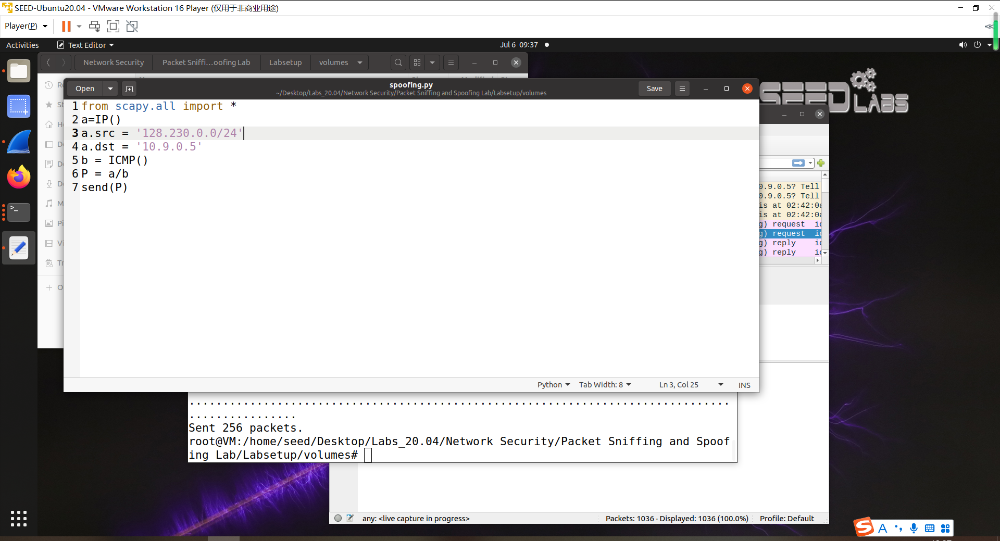 SEED-Ubuntu20.04 - VMware Workstation 16 Player (仅用于非商业用途)
Player(P)
Activities
Text Editor
Jul 6 09:37
Network Security
Packet Sniffi…oofing Lab
Labsetup
volumes
Open
spoofing.py
~/Desktop/Labs_20.04/Network Security/Packet Sniffing and Spoofing Lab/Labsetup/volumes
Save
SEED LABS
1 from scapy.all import *
2 a=IP()
3 a.src = '128.230.0.0/24'
4 a.dst = '10.9.0.5'
5 b = ICMP()
6 P = a/b
7 send(P)
0.9.0.5? Tell
0.9.0.5? Tell
is at 02:42:0a
is at 02:42:0a
g) request
g) request
g) reply
g) reply
Python
Tab Width: 8
Ln 3, Col 25
INS
................................................................................
................
Sent 256 packets.
root@VM:/home/seed/Desktop/Labs_20.04/Network Security/Packet Sniffing and Spoof
ing Lab/Labsetup/volumes#
any: <live capture in progress>
Packets: 1036 · Displayed: 1036 (100.0%)
Profile: Default